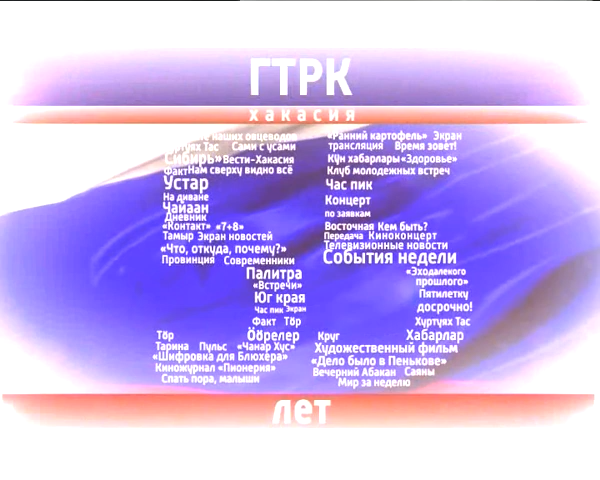 ГТРК
хакасия
наших овцеводов
«Ранний картофель» Экран
Хуртуях Тас Сами с усами
трансляция Время зовёт!
Сибирь» Вести-Хакасия
Кӱн хабарлары «Здоровье»
Факт Нам сверху видно всё
Клуб молодежных встреч
Устар
Час пик
На диване
Концерт
Чайаан
по заявкам
Дневник
«Контакт» «7+8»
Восточная Кем быть?
Тамыр Экран новостей
Передача Киноконцерт
«Что, откуда, почему?»
Телевизионные новости
Провинция Современники
События недели
Палитра
«Эхо далекого
«Встречи»
прошлого»
Юг края
Пятилетку
Час пик Экран
досрочно!
Факт Тӧр
Хуртуях Тас
Тӧр Ӧӧрелер
Круг Хабарлар
Тарина Пульс «Чанар Хус»
Художественный фильм
«Шифровка для Блюхера»
«Дело было в Пенькове»
Киножурнал «Пионерия»
Вечерний Абакан Саяны
Спать пора, малыши
Мир за неделю
лет